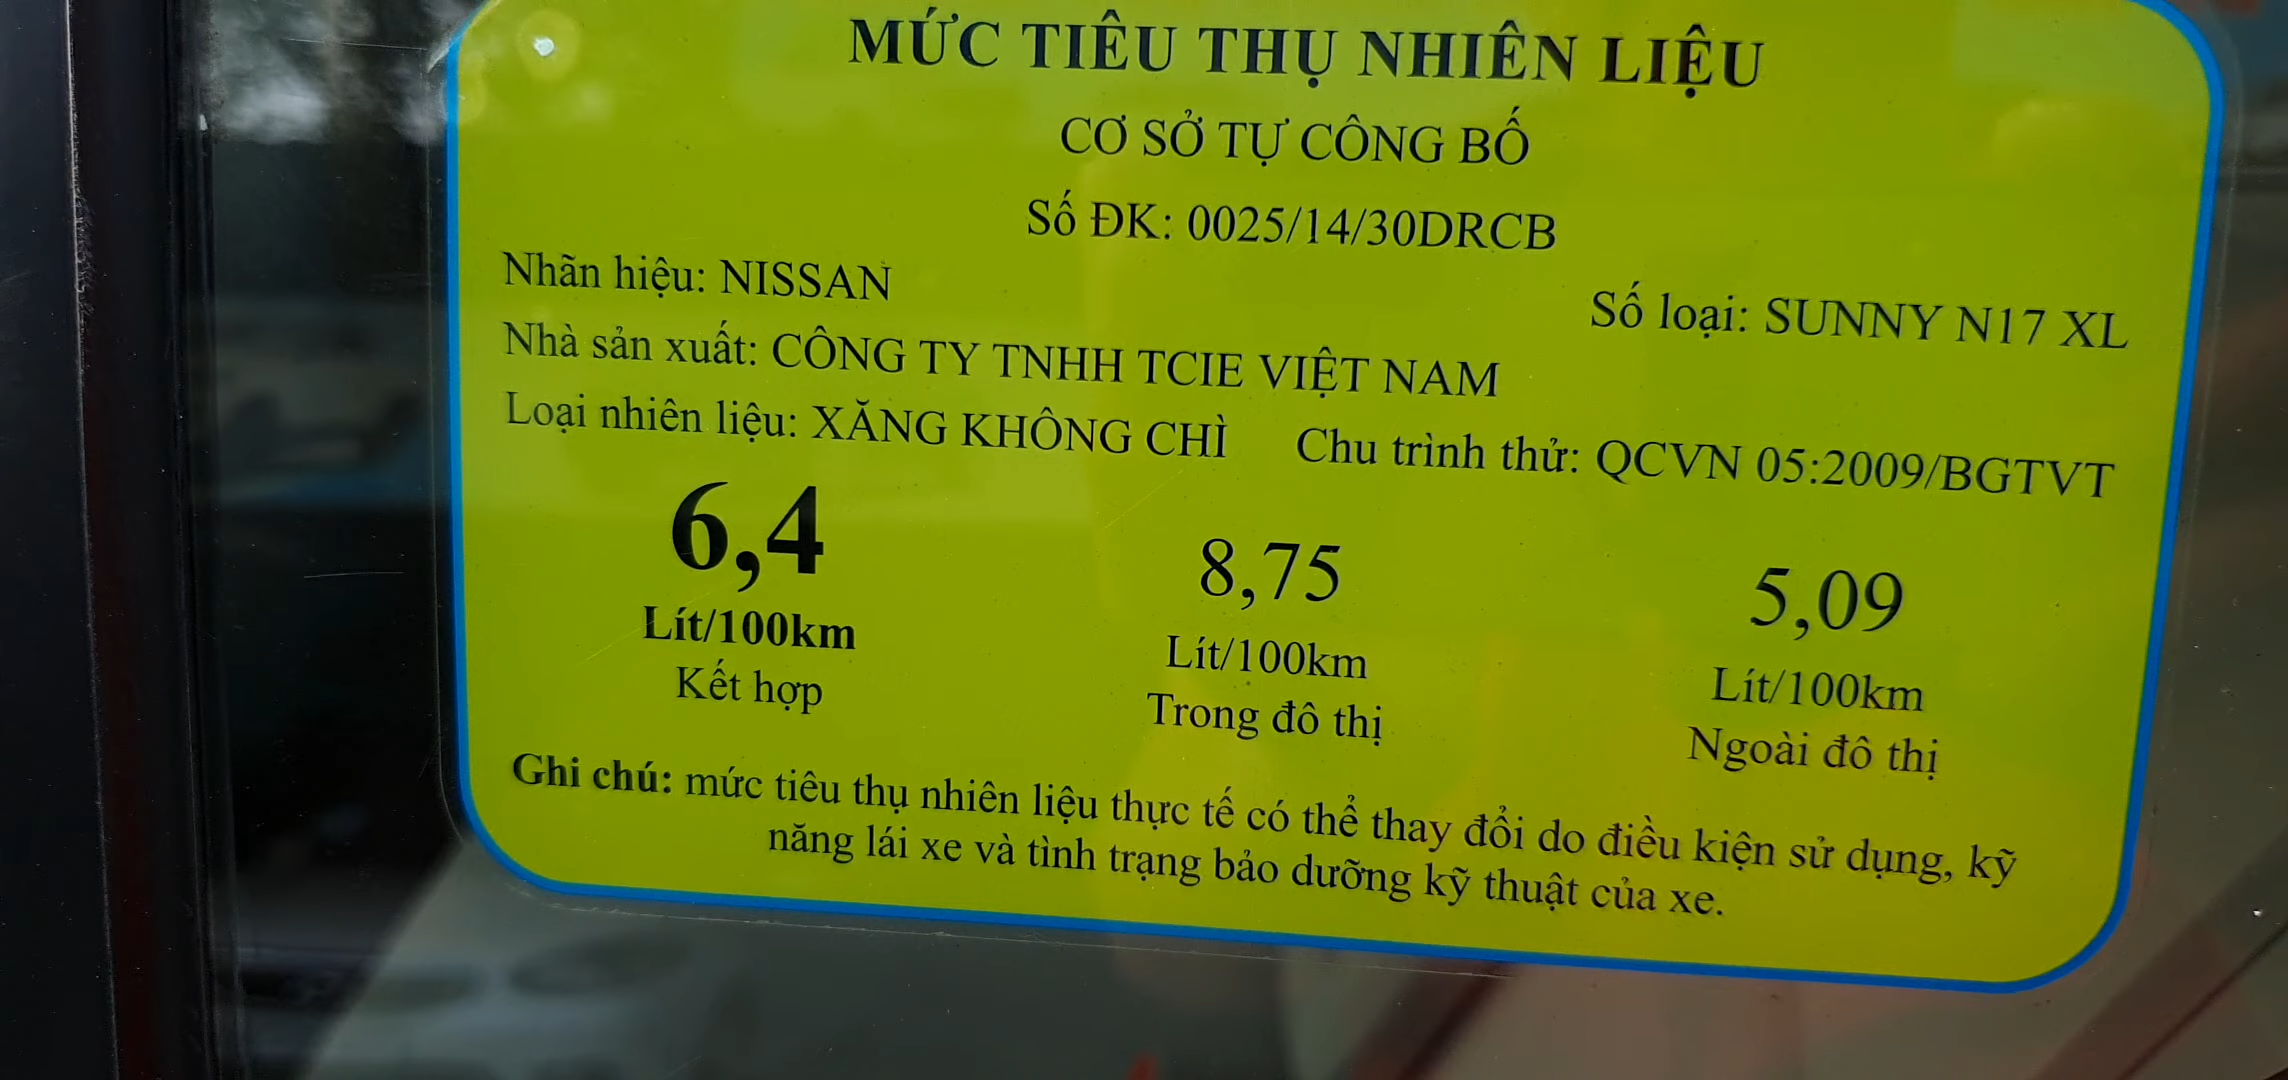 MỨC TIÊU THỤ NHIÊN LIỆU
CƠ SỞ TỰ CÔNG BỐ
Số ĐK: 0025/14/30DRCB
Nhãn hiệu: NISSAN Số loại: SUNNY N17 XL
Nhà sản xuất: CÔNG TY TNHH TCIE VIỆT NAM
Loại nhiên liệu: XĂNG KHÔNG CHÌ Chu trình thử: QCVN 05:2009/BGTVT
6,4 8,75 5,09
Lít/100km Lít/100km Lít/100km
Kết hợp Trong đô thị Ngoài đô thị
Ghi chú: mức tiêu thụ nhiên liệu thực tế có thể thay đổi do điều kiện sử dụng, kỹ
năng lái xe và tình trạng bảo dưỡng kỹ thuật của xe.